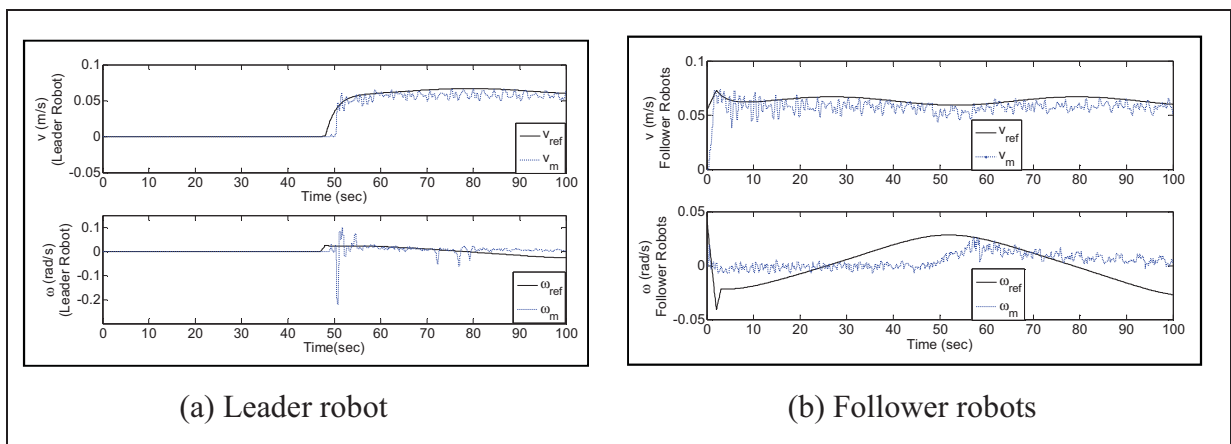 0.1
0.05
0
-0.05
v (m/s)
(Leader Robot)
0 10 20 30 40 50 60 70 80 90 100
Time (sec)
v_ref
v_m
0.1
0
-0.1
-0.2
ω (rad/s)
(Leader Robot)
0 10 20 30 40 50 60 70 80 90 100
Time(sec)
ω_ref
ω_m
(a) Leader robot
0.1
0.05
0
v (m/s)
Follower Robots
0 10 20 30 40 50 60 70 80 90 100
v_ref
v_m
0.05
0
-0.05
ω (rad/s)
Follower Robots
0 10 20 30 40 50 60 70 80 90 100
Time (sec)
ω_ref
ω_m
(b) Follower robots